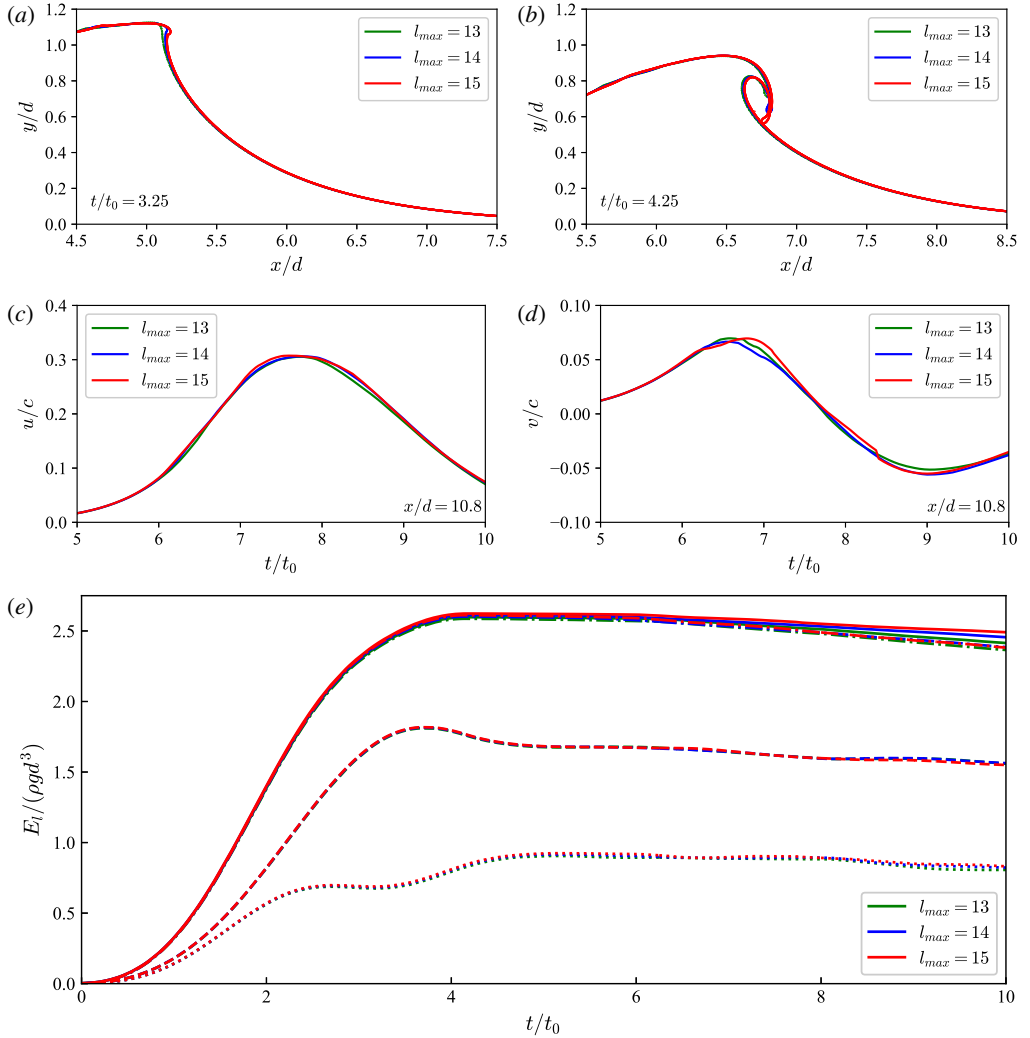 (a)
1.2
1.0
0.8
0.6
0.4
0.2
0.0
y/d
l_max = 13
l_max = 14
l_max = 15
t/t_0 = 3.25
4.5 5.0 5.5 6.0 6.5 7.0 7.5
x/d
(b)
1.2
1.0
0.8
0.6
0.4
0.2
0.0
y/d
l_max = 13
l_max = 14
l_max = 15
t/t_0 = 4.25
5.5 6.0 6.5 7.0 7.5 8.0 8.5
x/d
(c)
0.4
0.3
0.2
0.1
0.0
u/c
l_max = 13
l_max = 14
l_max = 15
x/d = 10.8
5 6 7 8 9 10
t/t_0
(d)
0.10
0.05
0.00
−0.05
−0.10
v/c
l_max = 13
l_max = 14
l_max = 15
x/d = 10.8
5 6 7 8 9 10
t/t_0
(e)
2.5
2.0
1.5
1.0
0.5
0.0
E_l/(ρgd^3)
l_max = 13
l_max = 14
l_max = 15
0 2 4 6 8 10
t/t_0